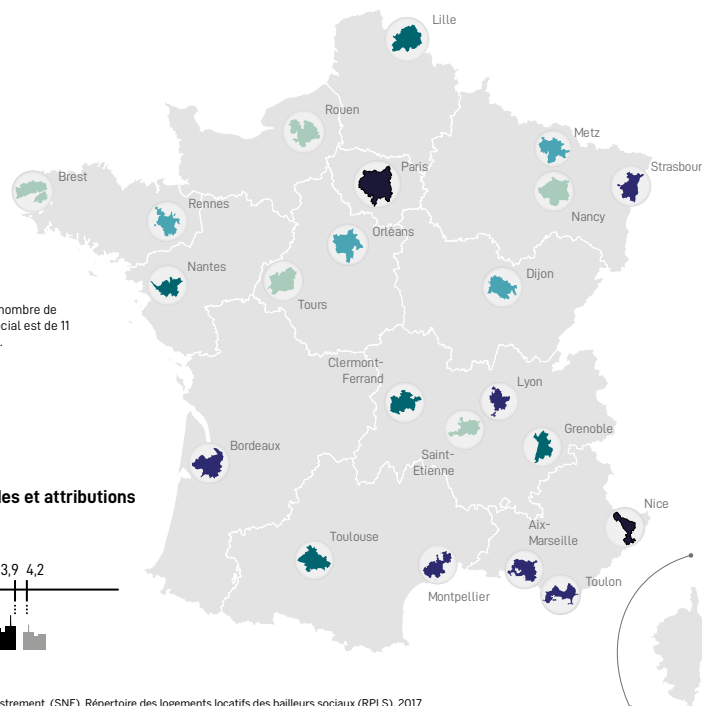 Lille
Rouen
Metz
Paris
Strasbour
Brest
Rennes
Nancy
Orléans
Nantes
Dijon
Tours
nombre de
cial est de 11
.
Clermont-
Ferrand
Lyon
Grenoble
Saint-
Etienne
Bordeaux
les et attributions
Nice
Aix-
Marseille
Toulouse
3,9 4,2
Toulon
Montpellier
strement (SNE), Répertoire des logements locatifs des bailleurs sociaux (RPLS), 2017